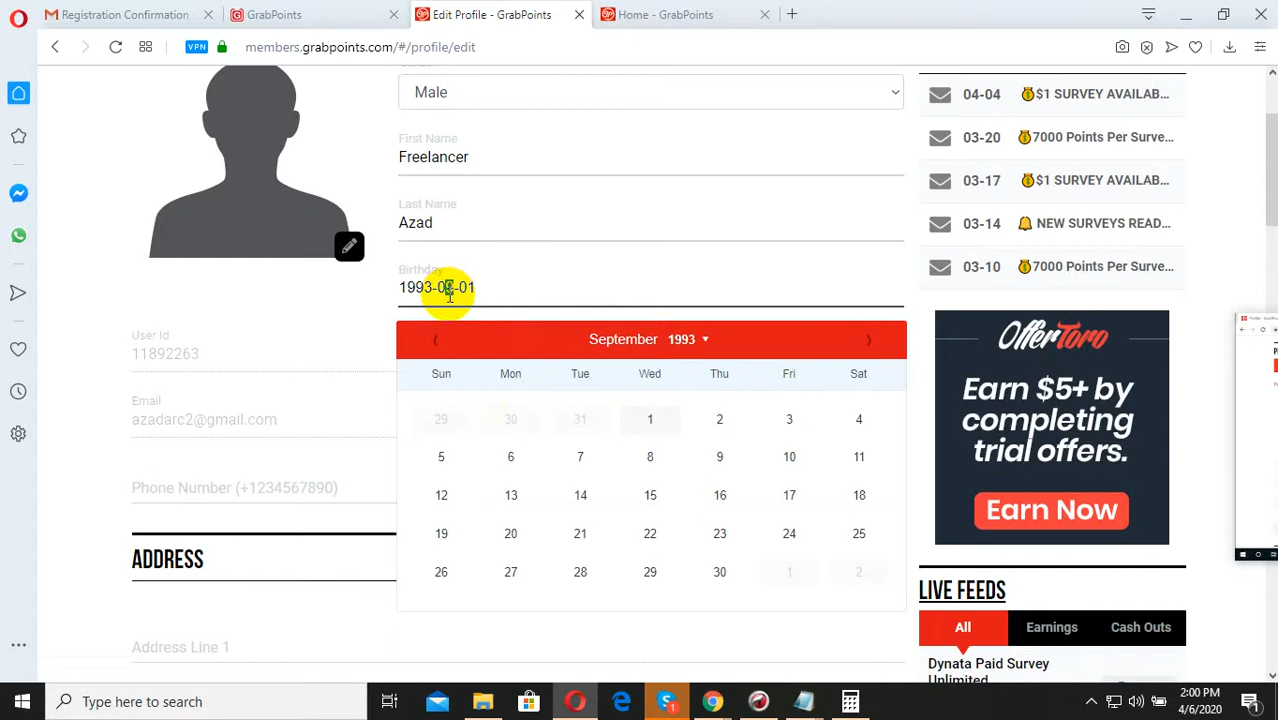 Registration Confirmation
GrabPoints
Edit Profile - GrabPoints
Home - GrabPoints
VPN
members.grabpoints.com/#/profile/edit
Male
First Name
Freelancer
Last Name
Azad
Birthday
1993-09-01
September 1993
Sun Mon Tue Wed Thu Fri Sat
29 30 31 1 2 3 4
5 6 7 8 9 10 11
12 13 14 15 16 17 18
19 20 21 22 23 24 25
26 27 28 29 30 1 2
User Id
11892263
Email
azadarc2@gmail.com
Phone Number (+1234567890)
ADDRESS
Address Line 1
04-04 💰$1 SURVEY AVAILAB...
03-20 💰7000 Points Per Surve...
03-17 💰$1 SURVEY AVAILAB...
03-14 🔔 NEW SURVEYS READ...
03-10 💰7000 Points Per Surve...
OfferToro
Earn $5+ by
completing
trial offers.
Earn Now
LIVE FEEDS
All Earnings Cash Outs
Dynata Paid Survey
Unlimited
Type here to search
2:00 PM
4/6/2020